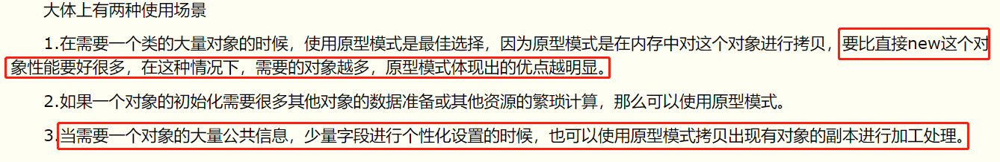 大体上有两种使用场景
1.在需要一个类的大量对象的时候，使用原型模式是最佳选择，因为原型模式是在内存中对这个对象进行拷贝，要比直接new这个对
象性能要好很多，在这种情况下，需要的对象越多，原型模式体现出的优点越明显。
2.如果一个对象的初始化需要很多其他对象的数据准备或其他资源的繁琐计算，那么可以使用原型模式。
3.当需要一个对象的大量公共信息，少量字段进行个性化设置的时候，也可以使用原型模式拷贝出现有对象的副本进行加工处理。